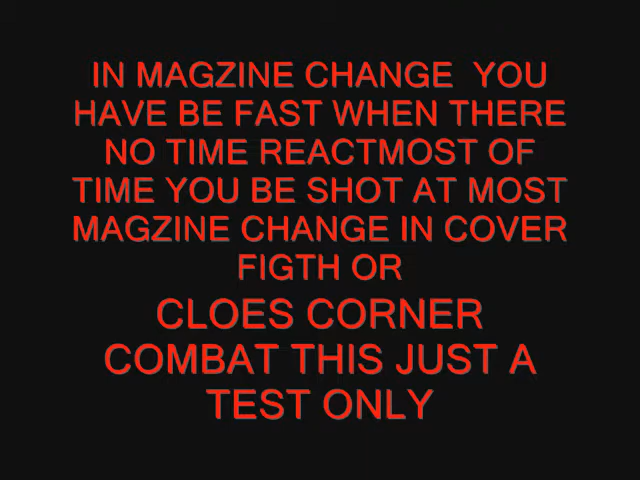 IN MAGZINE CHANGE  YOU
HAVE BE FAST WHEN THERE
NO TIME REACTMOST OF
TIME YOU BE SHOT AT MOST
MAGZINE CHANGE IN COVER
FIGTH OR
CLOES CORNER
COMBAT THIS JUST A
TEST ONLY